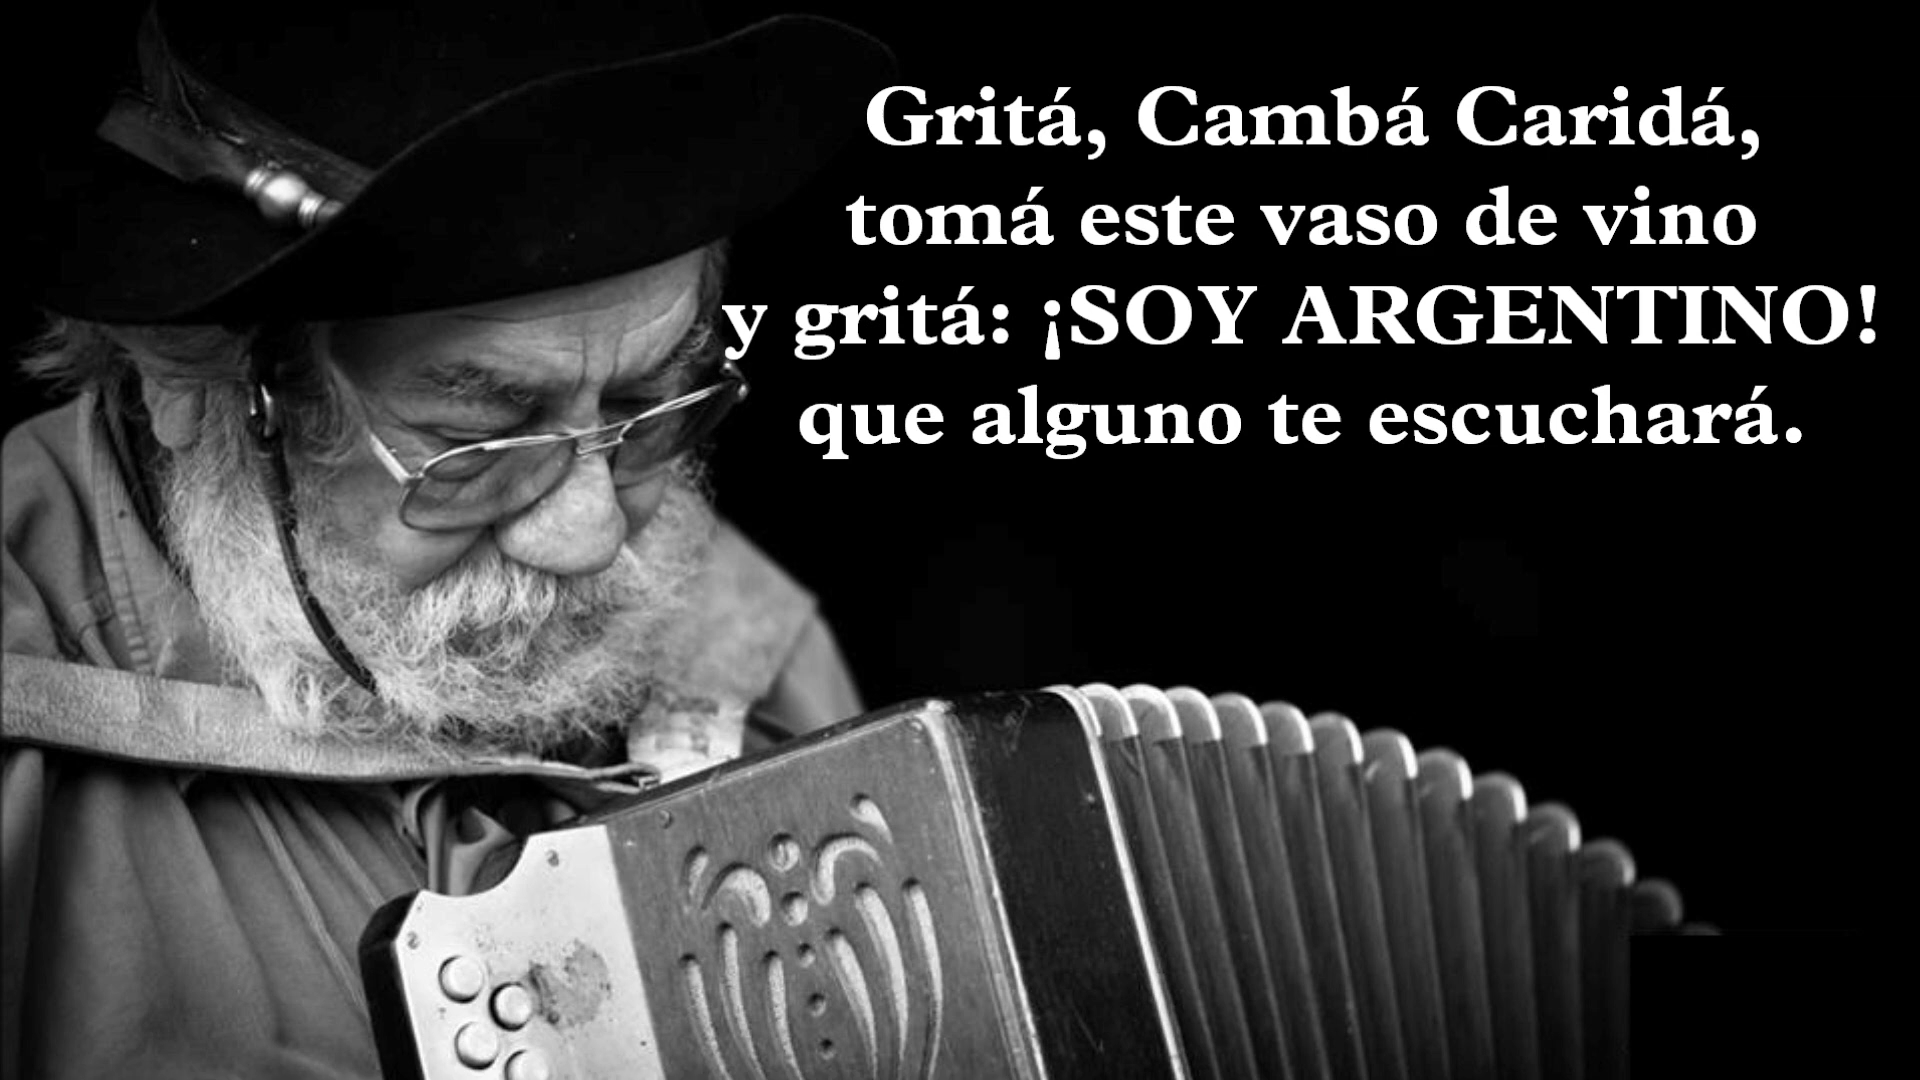 Gritá, Cambá Caridá,
tomá este vaso de vino
y gritá: ¡SOY ARGENTINO!
que alguno te escuchará.